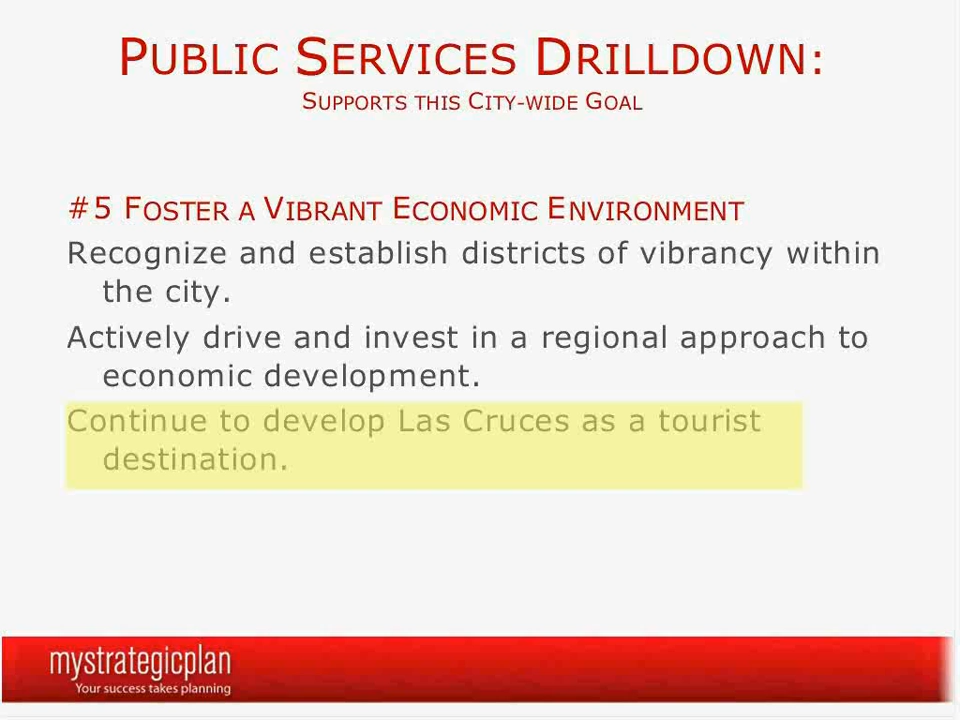 PUBLIC SERVICES DRILLDOWN:
SUPPORTS THIS CITY-WIDE GOAL
#5 FOSTER A VIBRANT ECONOMIC ENVIRONMENT
Recognize and establish districts of vibrancy within
the city.
Actively drive and invest in a regional approach to
economic development.
Continue to develop Las Cruces as a tourist
destination.
mystrategicplan
Your success takes planning